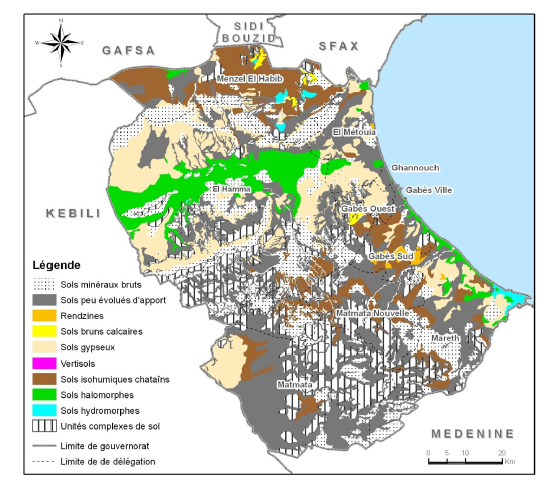 N
W
E
S
SIDI
BOUZID
GAFSA
SFAX
Menzel El Habib
El Métouia
Ghannouch
El Hamma
Gabès Ville
Gabès Ouest
KEBILI
Gabès Sud
Matmata Nouvelle
Mareth
Matmata
MEDENINE
Légende
Sols minéraux bruts
Sols peu évolués d'apport
Rendzines
Sols bruns calcaires
Sols gypseux
Vertisols
Sols isohumiques chataîns
Sols halomorphes
Sols hydromorphes
Unités complexes de sol
Limite de gouvernorat
Limite de de délégation
0 5 10 20
Km